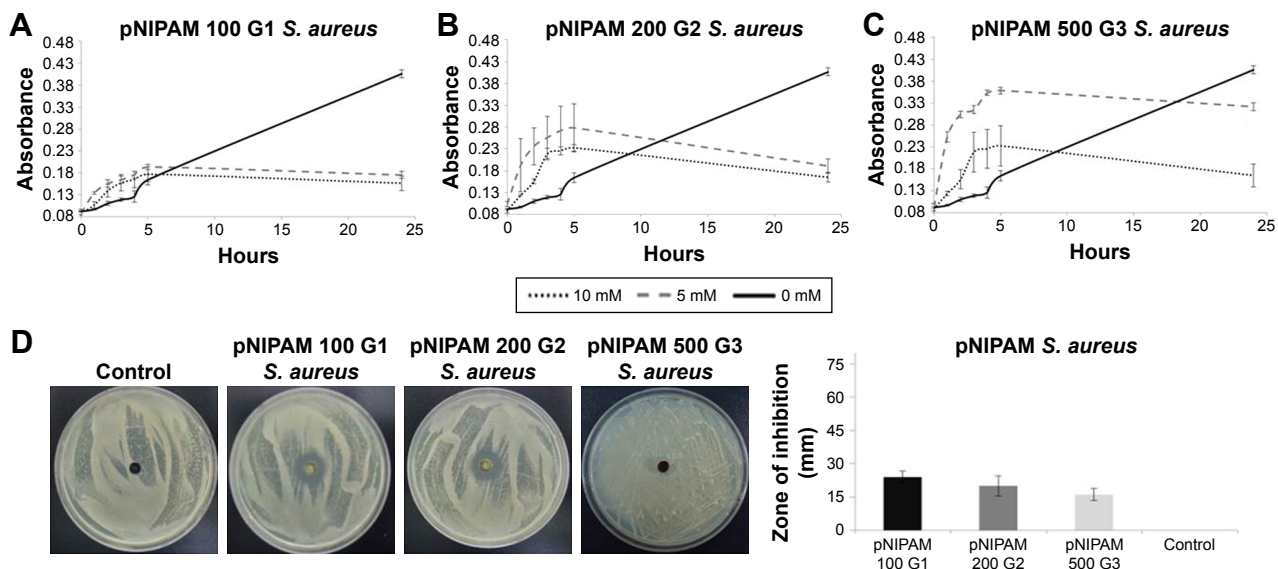 A
pNIPAM 100 G1 S. aureus
Absorbance
0.48
0.43
0.38
0.33
0.28
0.23
0.18
0.13
0.08
0 5 10 15 20 25
Hours
B
pNIPAM 200 G2 S. aureus
Absorbance
0.48
0.43
0.38
0.33
0.28
0.23
0.18
0.13
0.08
0 5 10 15 20 25
Hours
C
pNIPAM 500 G3 S. aureus
Absorbance
0.48
0.43
0.38
0.33
0.28
0.23
0.18
0.13
0.08
0 5 10 15 20 25
Hours
10 mM 5 mM 0 mM
D
Control
pNIPAM 100 G1
S. aureus
pNIPAM 200 G2
S. aureus
pNIPAM 500 G3
S. aureus
pNIPAM S. aureus
Zone of inhibition
(mm)
75
60
45
30
15
0
pNIPAM
100 G1
pNIPAM
200 G2
pNIPAM
500 G3
Control